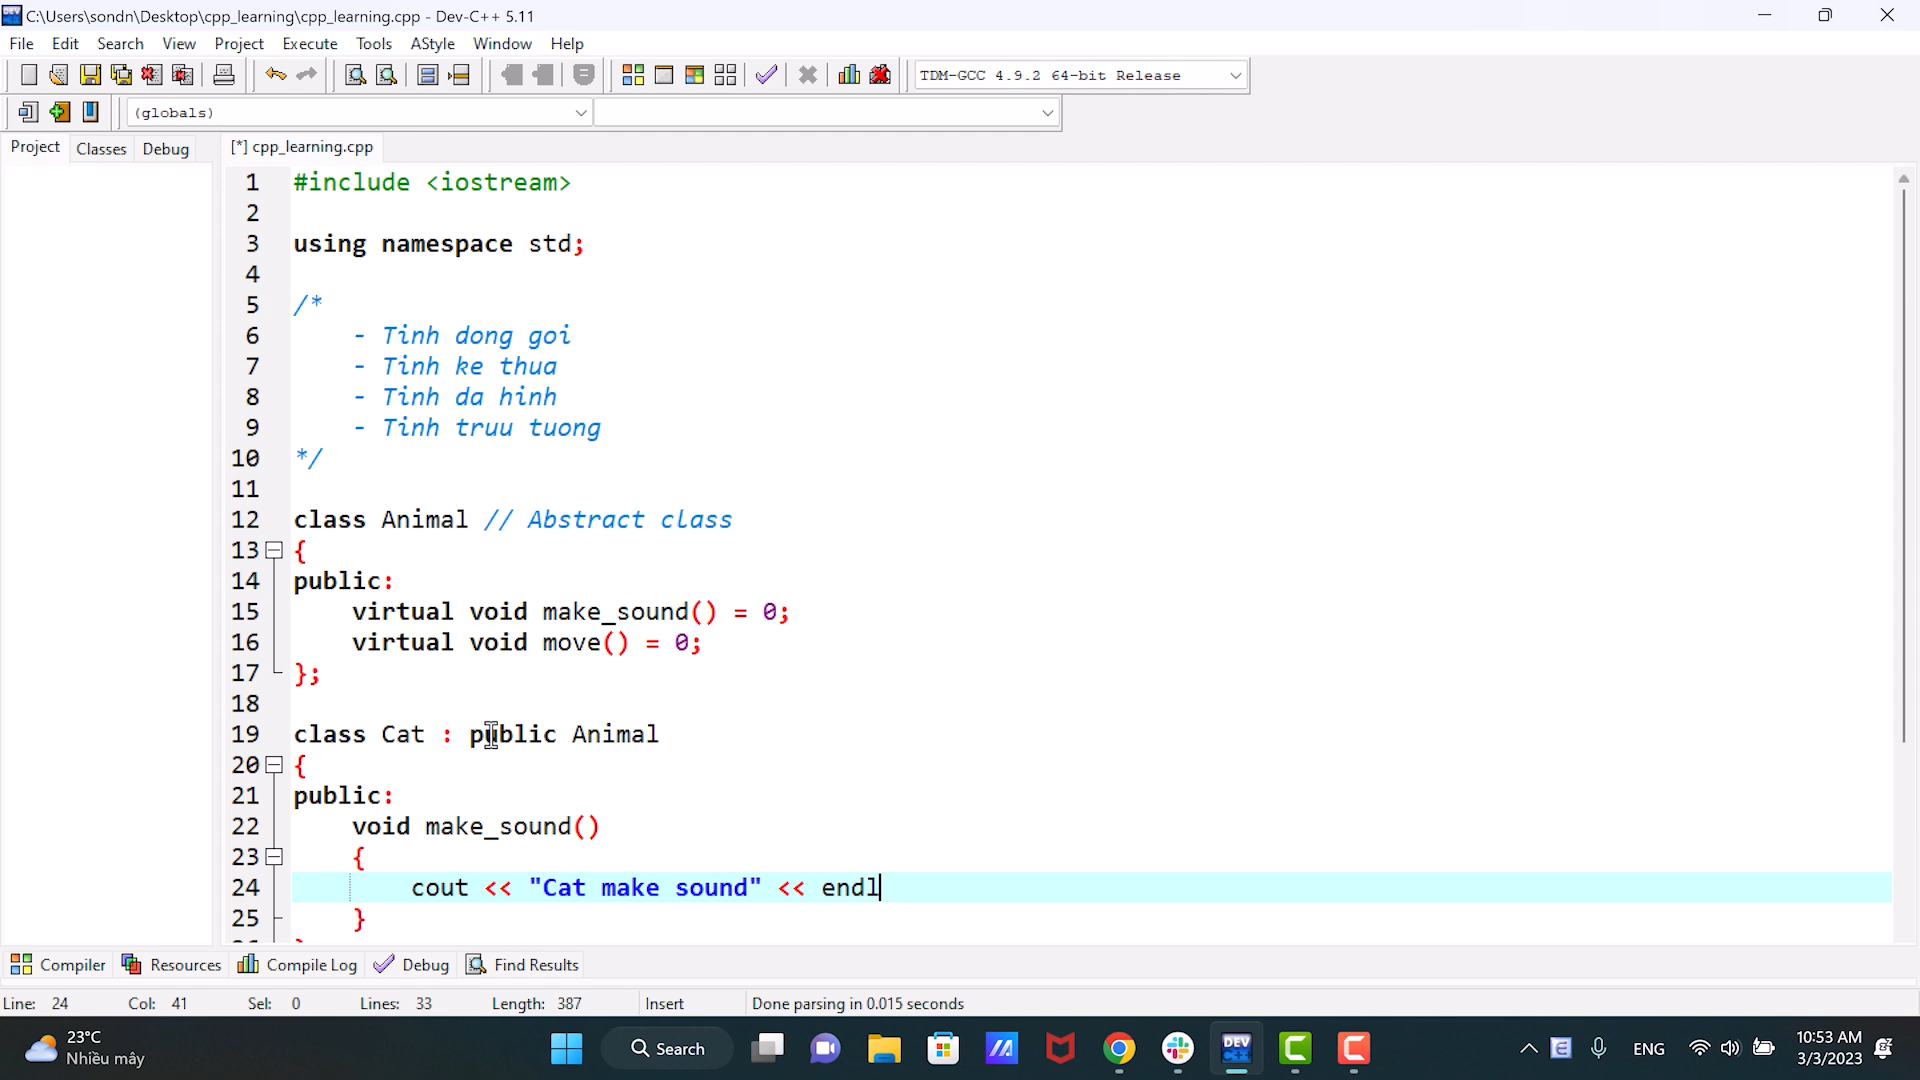 C:\Users\sondn\Desktop\cpp_learning\cpp_learning.cpp - Dev-C++ 5.11
File Edit Search View Project Execute Tools AStyle Window Help
TDM-GCC 4.9.2 64-bit Release
(globals)
Project Classes Debug [*] cpp_learning.cpp
1 #include <iostream>
2
3 using namespace std;
4
5 /*
6 - Tinh dong goi
7 - Tinh ke thua
8 - Tinh da hinh
9 - Tinh truu tuong
10 */
11
12 class Animal // Abstract class
13 {
14 public:
15 virtual void make_sound() = 0;
16 virtual void move() = 0;
17 };
18
19 class Cat : public Animal
20 {
21 public:
22 void make_sound()
23 {
24 cout << "Cat make sound" << endl
25 }
Compiler Resources Compile Log Debug Find Results
Line: 24 Col: 41 Sel: 0 Lines: 33 Length: 387 Insert Done parsing in 0.015 seconds
23°C
Nhiều mây
Search
DEV C++
ENG
10:53 AM
3/3/2023